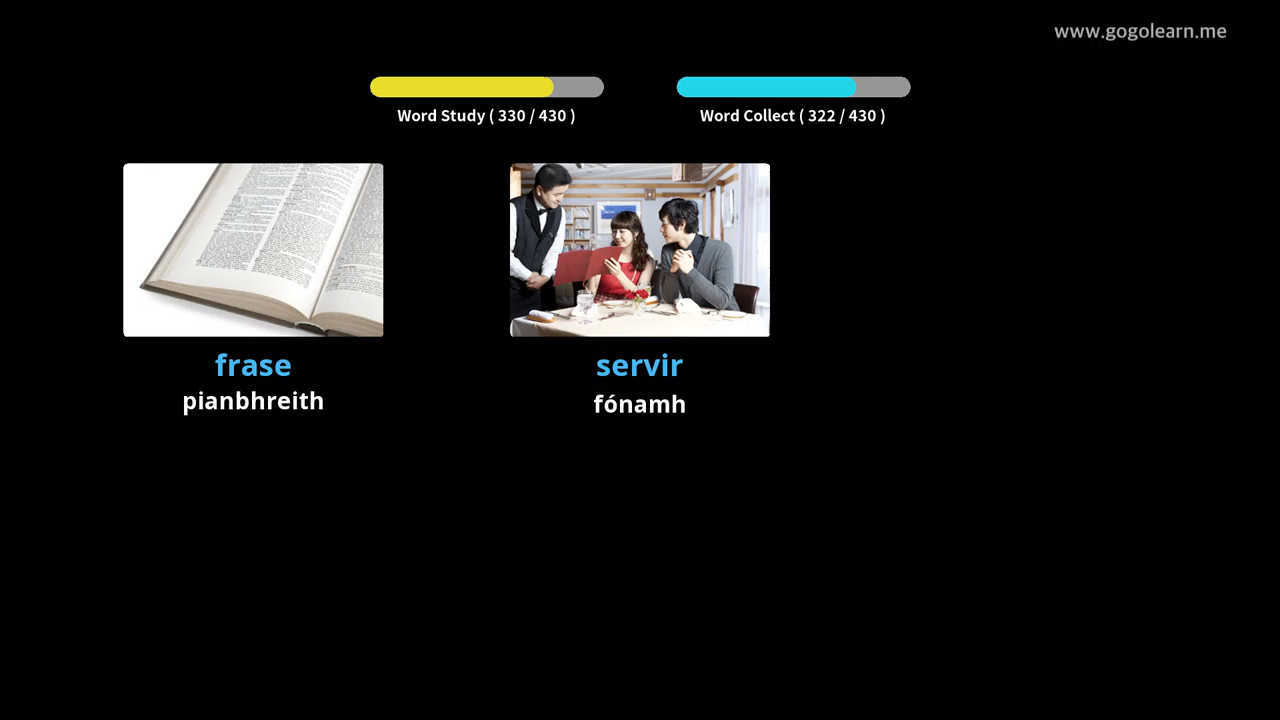 www.gogolearn.me
Word Study ( 330 / 430 )
Word Collect ( 322 / 430 )
frase
servir
pianbhreith
fónamh